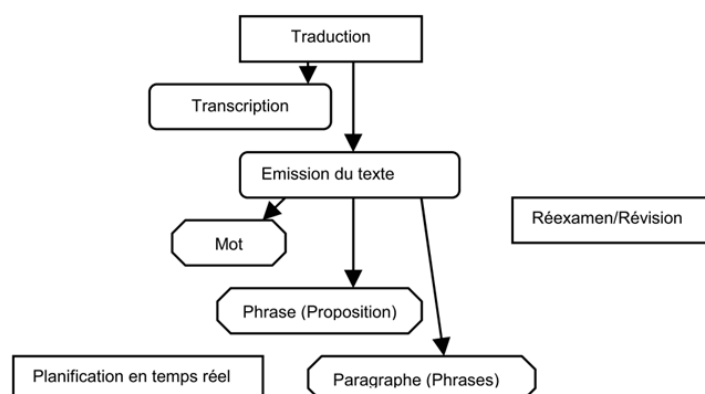 Traduction
Transcription
Emission du texte
Réexamen/Révision
Mot
Phrase (Proposition)
Planification en temps réel
Paragraphe (Phrases)